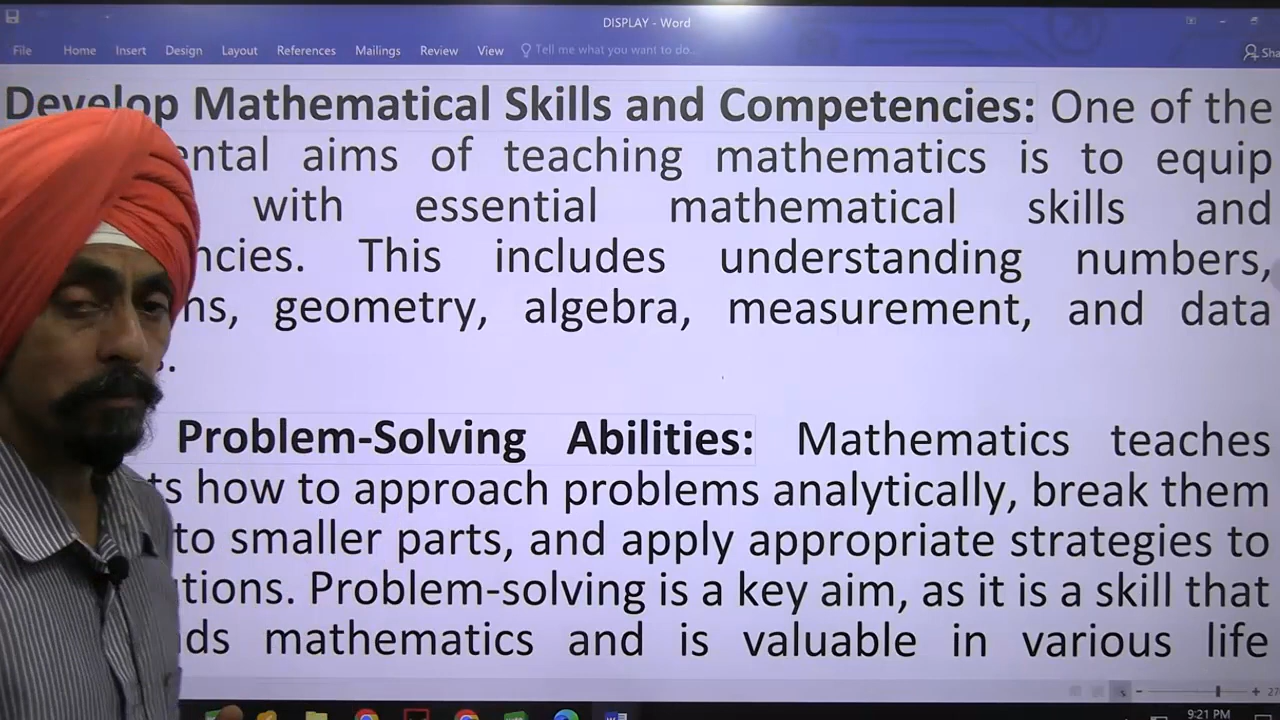 DISPLAY - Word
File Home Insert Design Layout References Mailings Review View Tell me what you want to do... Sha
Develop Mathematical Skills and Competencies: One of the
ental aims of teaching mathematics is to equip
with essential mathematical skills and
ncies. This includes understanding numbers,
ns, geometry, algebra, measurement, and data
.
Problem-Solving Abilities: Mathematics teaches
ts how to approach problems analytically, break them
to smaller parts, and apply appropriate strategies to
tions. Problem-solving is a key aim, as it is a skill that
ds mathematics and is valuable in various life
27
9:21 PM